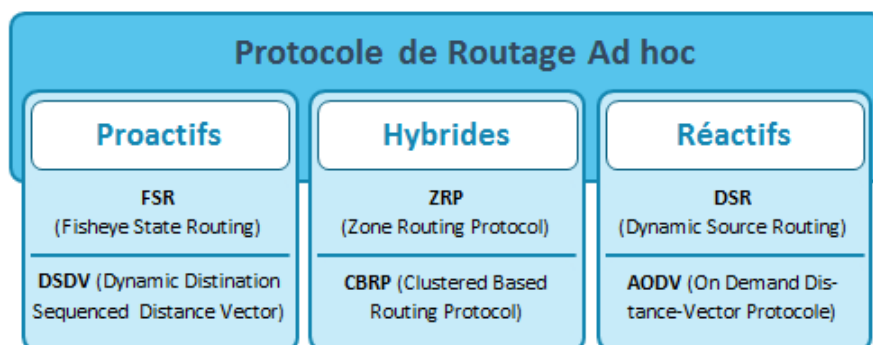 Protocole de Routage Ad hoc
Proactifs
FSR
(Fisheye State Routing)
DSDV (Dynamic Distination
Sequenced Distance Vector)
Hybrides
ZRP
(Zone Routing Protocol)
CBRP (Clustered Based
Routing Protocol)
Réactifs
DSR
(Dynamic Source Routing)
AODV (On Demand Dis-
tance-Vector Protocole)